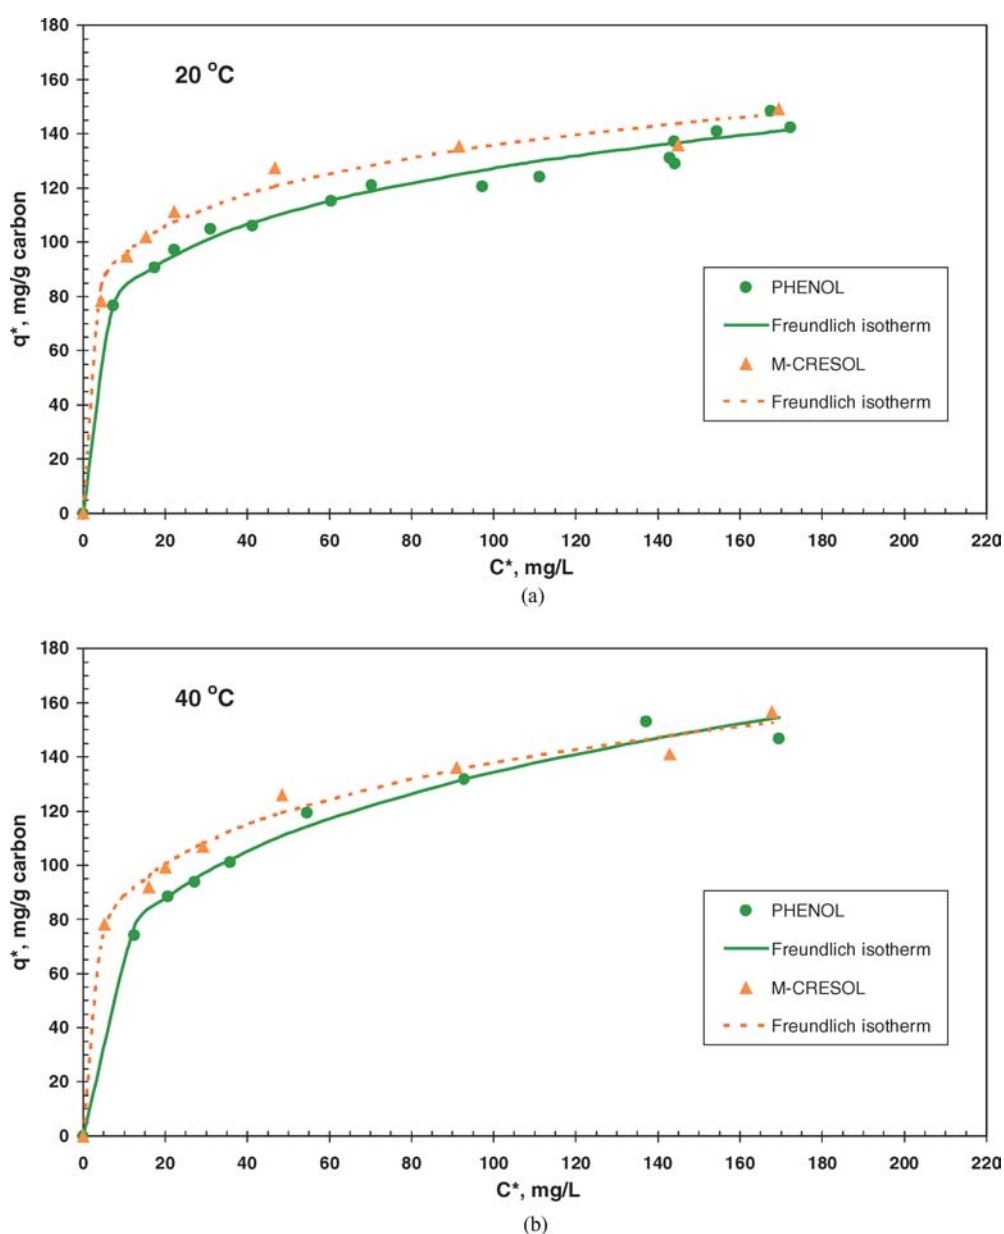 180
160
140
120
100
80
60
40
20
0
q*, mg/g carbon
20 °C
PHENOL
Freundlich isotherm
M-CRESOL
Freundlich isotherm
0 20 40 60 80 100 120 140 160 180 200 220
C*, mg/L
(a)
180
160
140
120
100
80
60
40
20
0
q*, mg/g carbon
40 °C
PHENOL
Freundlich isotherm
M-CRESOL
Freundlich isotherm
0 20 40 60 80 100 120 140 160 180 200 220
C*, mg/L
(b)